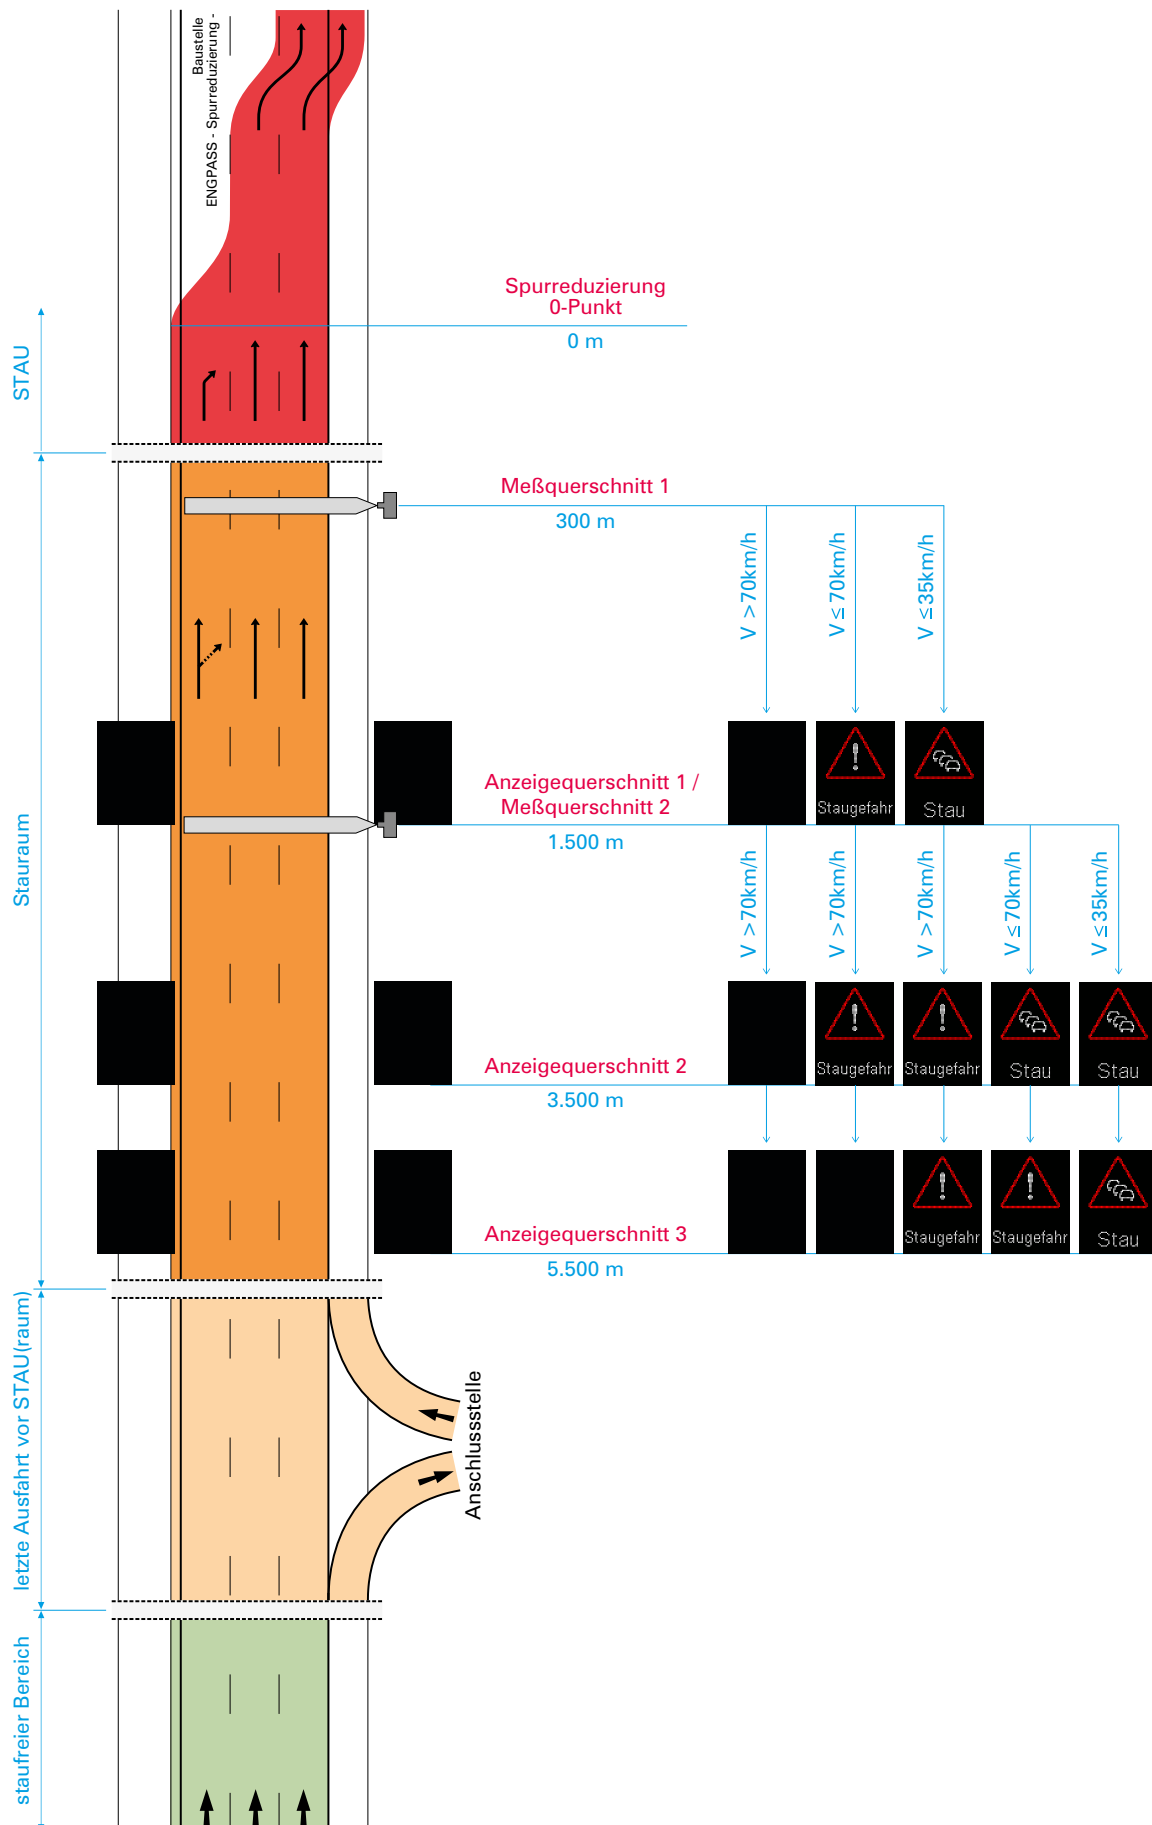 Baustelle
ENGPASS - Spurreduzierung -
Spurreduzierung
0-Punkt
0 m
STAU
Meßquerschnitt 1
300 m
V >70km/h
V ≤70km/h
V ≤35km/h
Staugefahr
Stau
Anzeigequerschnitt 1 /
Meßquerschnitt 2
1.500 m
Stauraum
V >70km/h
V >70km/h
V >70km/h
V ≤70km/h
V ≤35km/h
Staugefahr
Staugefahr
Stau
Stau
Anzeigequerschnitt 2
3.500 m
Staugefahr
Staugefahr
Stau
Anzeigequerschnitt 3
5.500 m
letzte Ausfahrt vor STAU(raum)
Anschlussstelle
staufreier Bereich